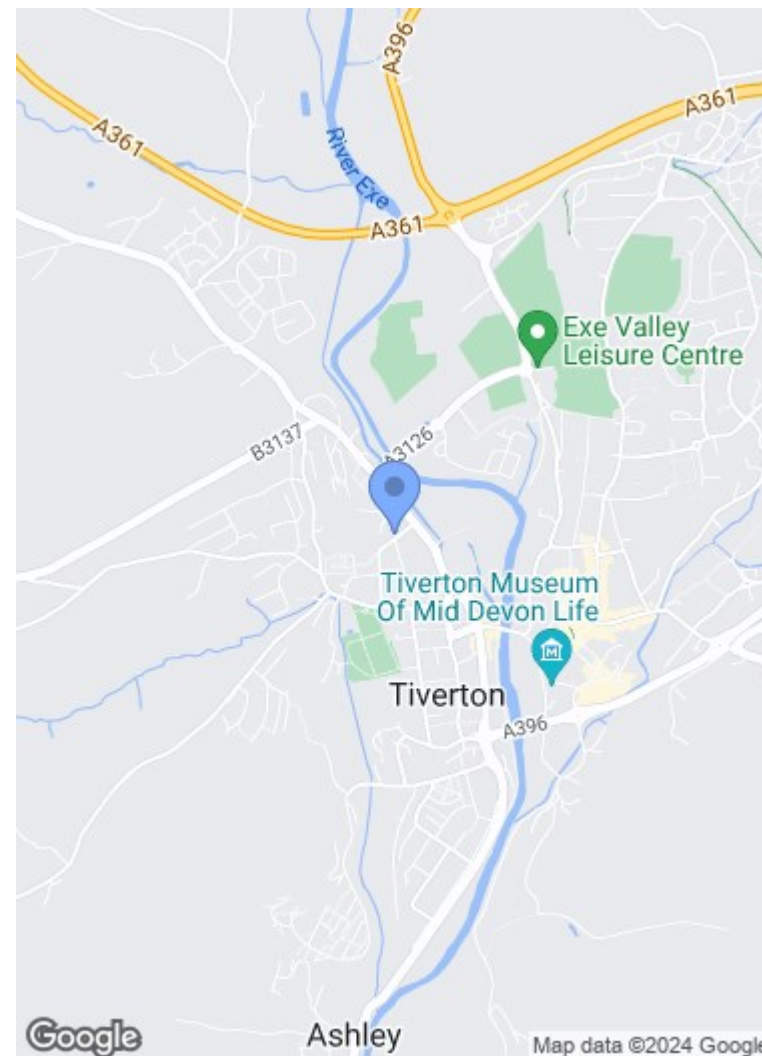 A396
A361
A361
River Exe
A361
Exe Valley
Leisure Centre
B3137
A3126
Tiverton Museum
Of Mid Devon Life
M
Tiverton
A396
Ashley
Google
Map data ©2024 Google